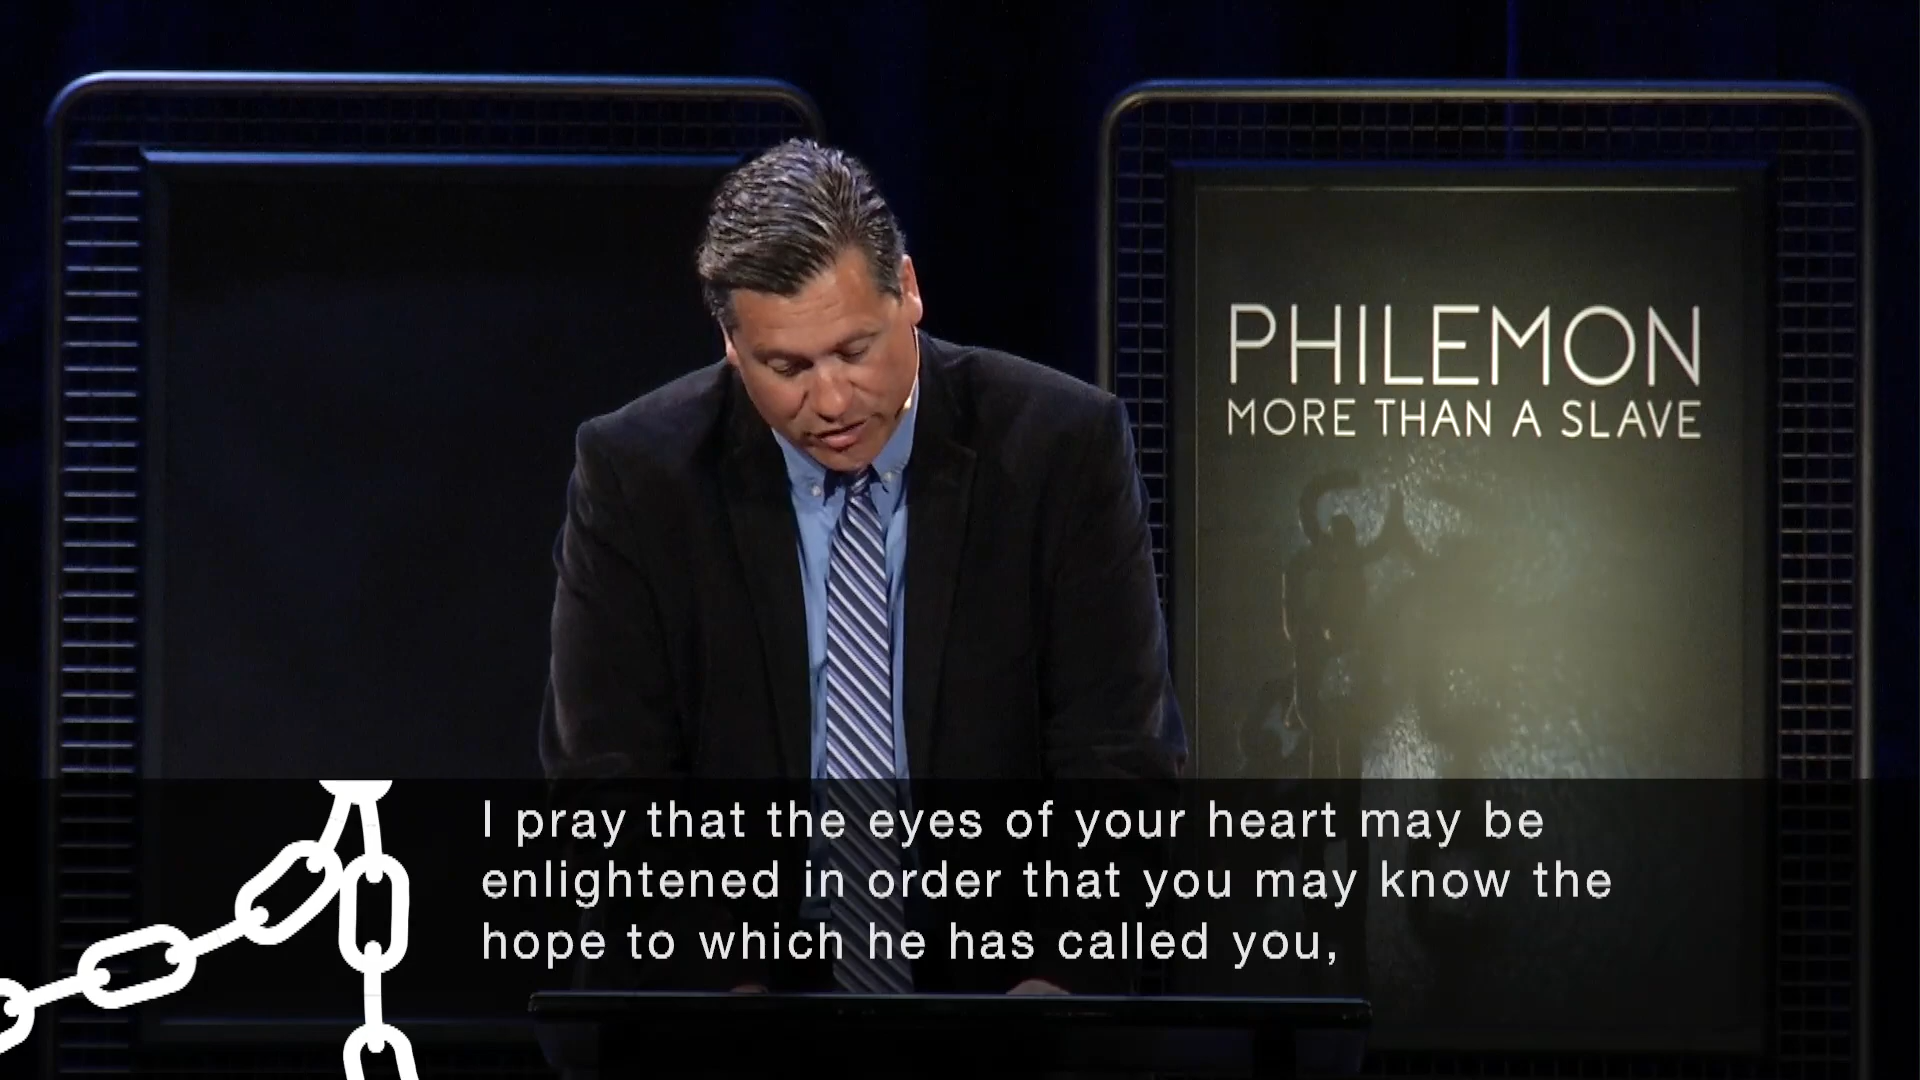 PHILEMON
MORE THAN A SLAVE
I pray that the eyes of your heart may be
enlightened in order that you may know the
hope to which he has called you,